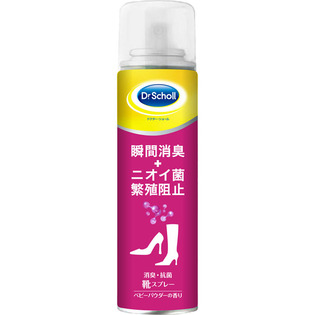 Dr Scholl
ドクター・ショール
瞬間消臭
+
ニオイ菌
繁殖阻止
消臭・抗菌
靴スプレー
ベビーパウダーの香り